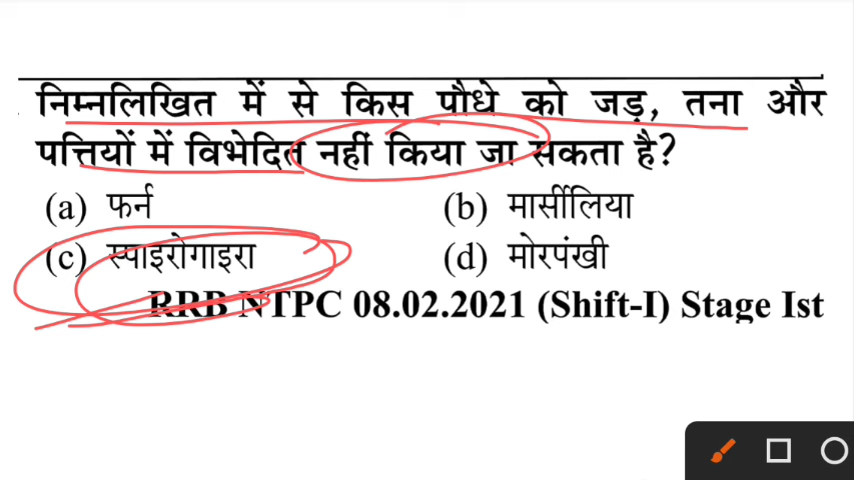 निम्नलिखित में से किस पौधे को जड़, तना और
पत्तियों में विभेदित नहीं किया जा सकता है?
(a) फर्न (b) मार्सीलिया
(c) स्पाइरोगाइरा (d) मोरपंखी
RRB NTPC 08.02.2021 (Shift-I) Stage Ist